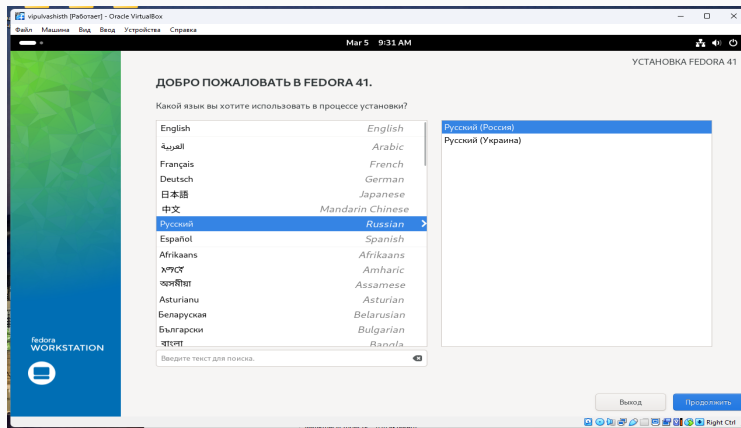 vipulvashisth [Работает] - Oracle VirtualBox
Файл Машина Вид Ввод Устройства Справка
Mar 5 9:31 AM
УСТАНОВКА FEDORA 41
ДОБРО ПОЖАЛОВАТЬ В FEDORA 41.
Какой язык вы хотите использовать в процессе установки?
English English
العربية Arabic
Français French
Deutsch German
日本語 Japanese
中文 Mandarin Chinese
Русский Russian
Español Spanish
Afrikaans Afrikaans
አማርኛ Amharic
অসমীয়া Assamese
Asturianu Asturian
Беларуская Belarusian
Български Bulgarian
বাংলা Bangla
Русский (Россия)
Русский (Украина)
Введите текст для поиска.
fedora
WORKSTATION
Выход
Продолжить
Right Ctrl